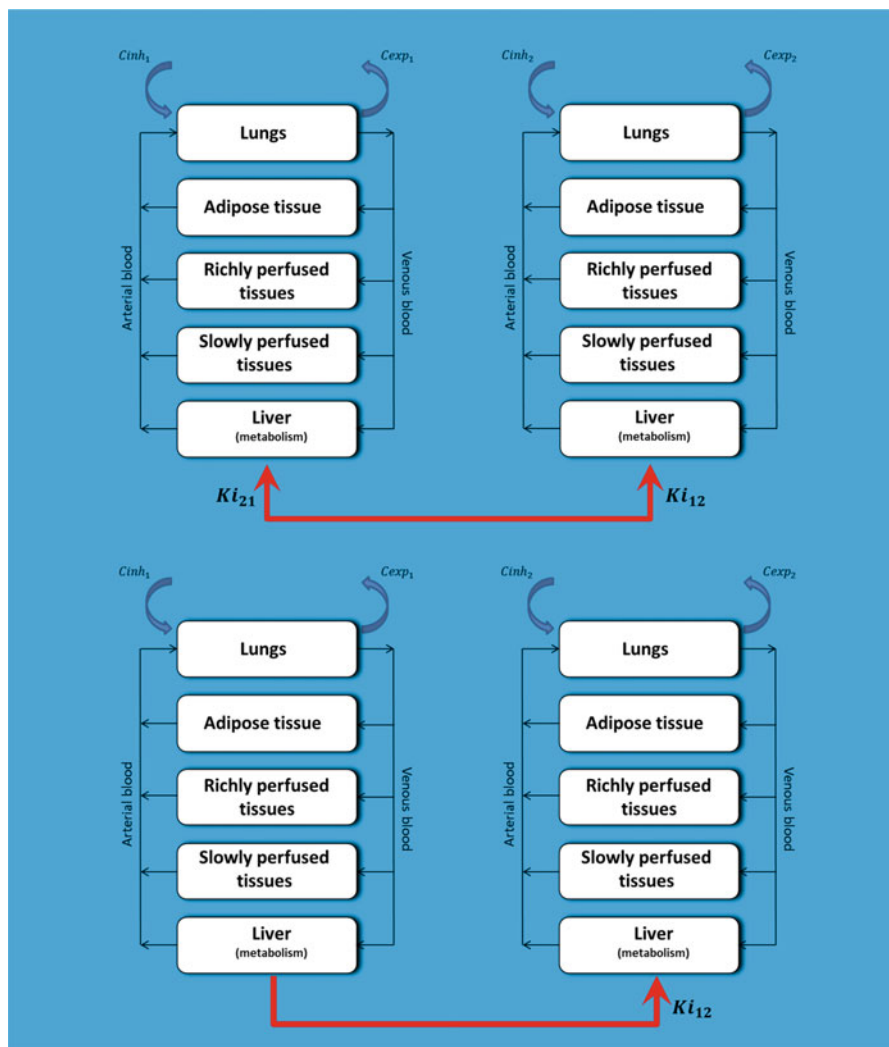 Cinh₁
Cexp₁
Lungs
Adipose tissue
Richly perfused
tissues
Slowly perfused
tissues
Liver
(metabolism)
Arterial blood
Venous blood
Cinh₂
Cexp₂
Lungs
Adipose tissue
Richly perfused
tissues
Slowly perfused
tissues
Liver
(metabolism)
Arterial blood
Venous blood
Ki₂₁
Ki₁₂
Cinh₁
Cexp₁
Lungs
Adipose tissue
Richly perfused
tissues
Slowly perfused
tissues
Liver
(metabolism)
Arterial blood
Venous blood
Cinh₂
Cexp₂
Lungs
Adipose tissue
Richly perfused
tissues
Slowly perfused
tissues
Liver
(metabolism)
Arterial blood
Venous blood
Ki₁₂